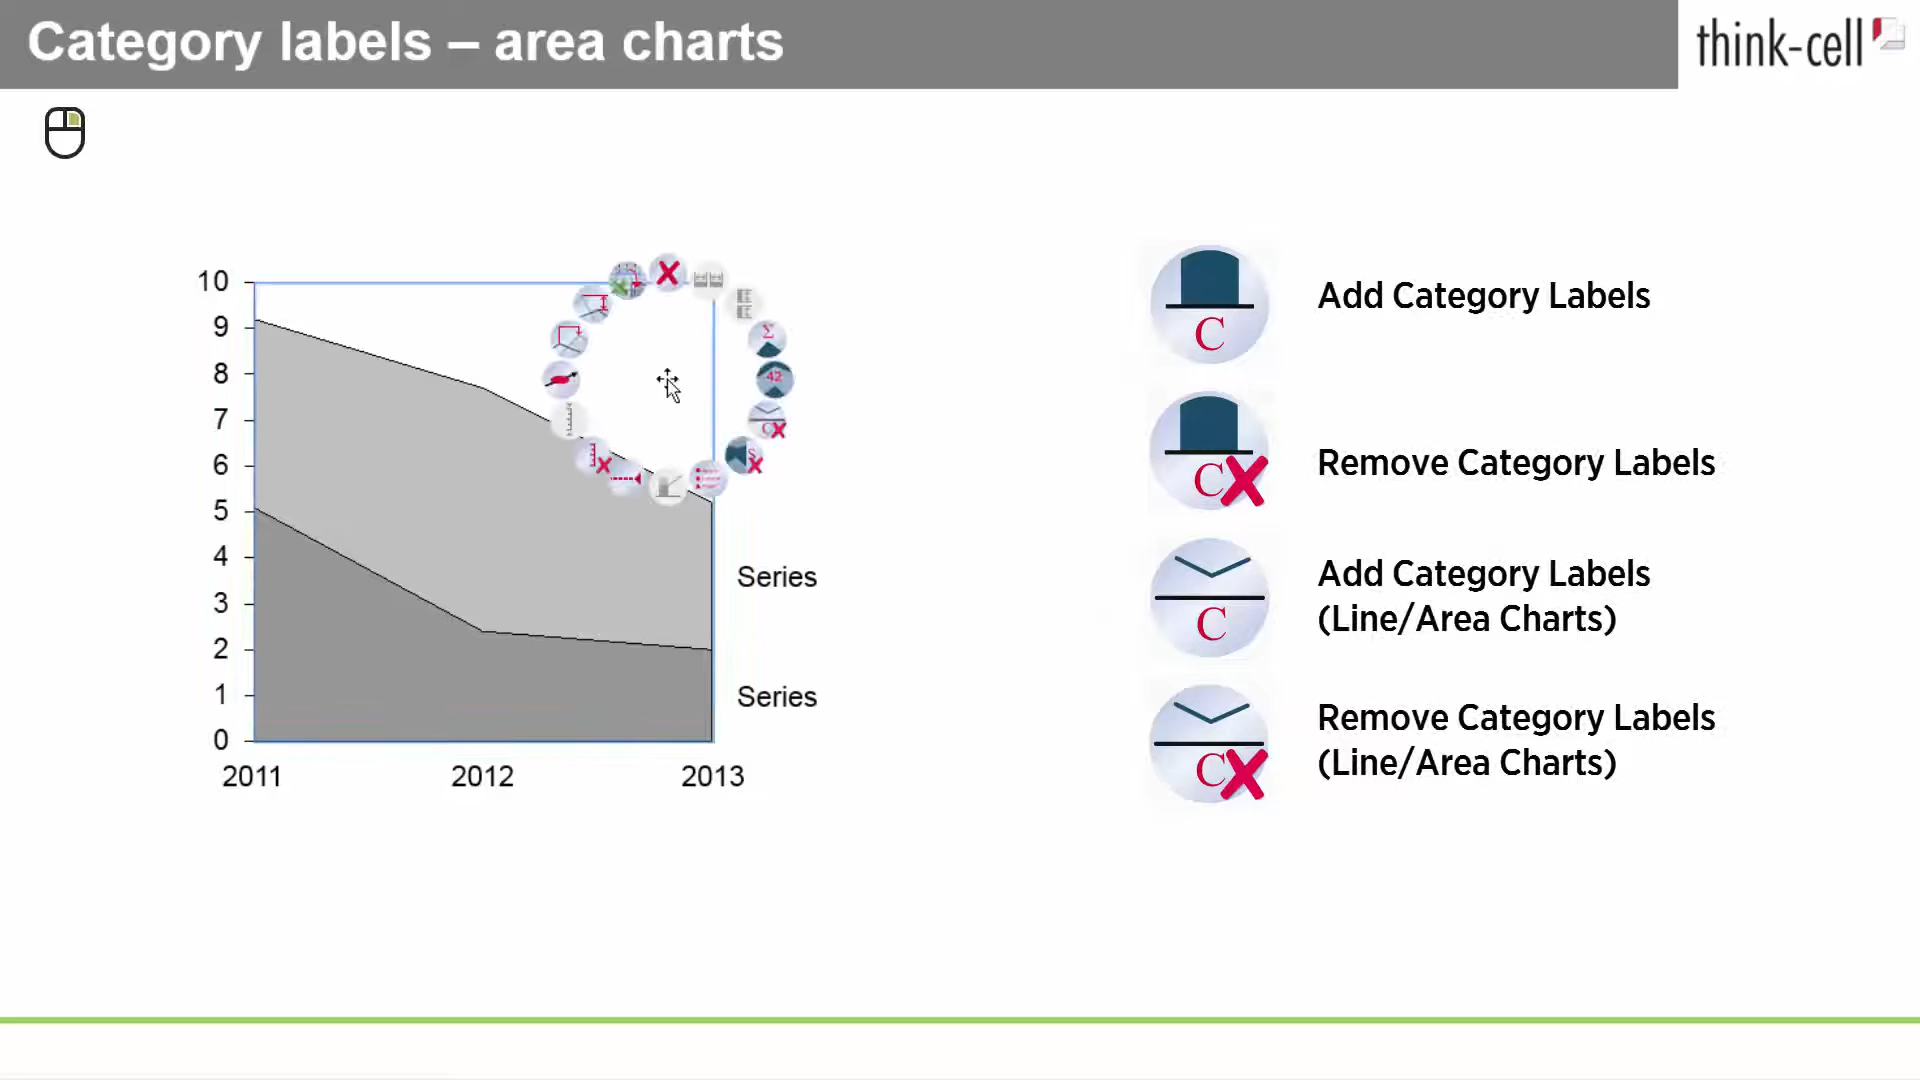 Category labels – area charts
think-cell
10
9
8
7
6
5
4
3
2
1
0
2011
2012
2013
Series
Series
Σ
42
C
S
C
Add Category Labels
C
Remove Category Labels
C
Add Category Labels
(Line/Area Charts)
C
Remove Category Labels
(Line/Area Charts)